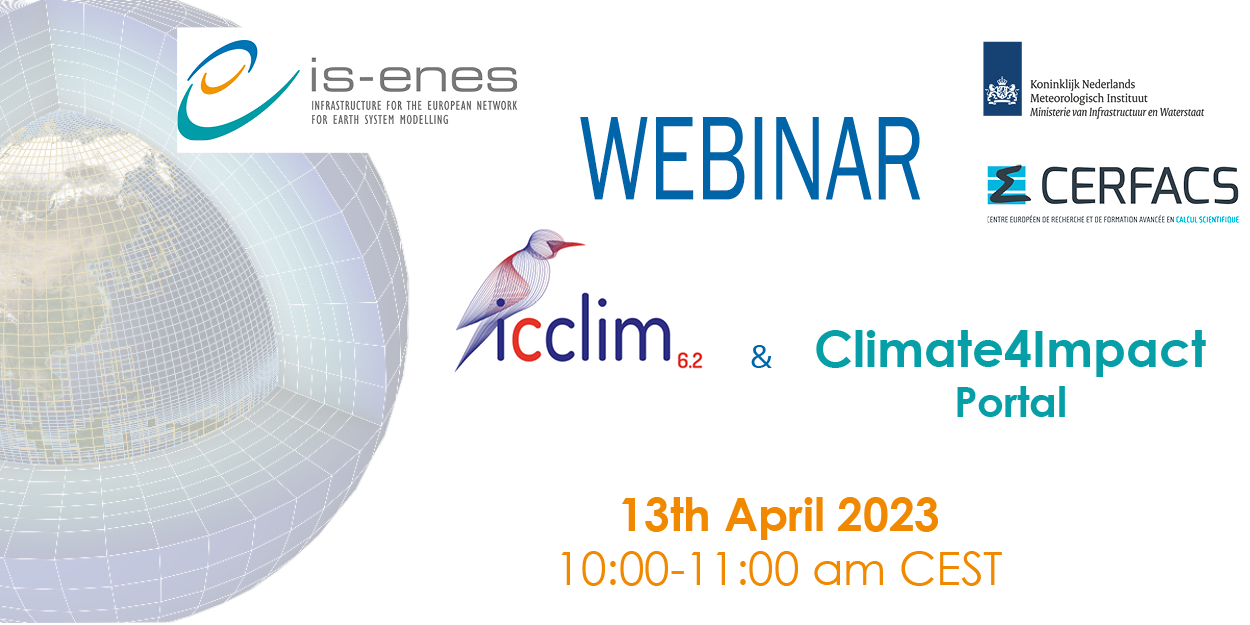 is-enes
INFRASTRUCTURE FOR THE EUROPEAN NETWORK
FOR EARTH SYSTEM MODELLING
WEBINAR
Koninklijk Nederlands
Meteorologisch Instituut
Ministerie van Infrastructuur en Waterstaat
CERFACS
CENTRE EUROPÉEN DE RECHERCHE ET DE FORMATION AVANCÉE EN CALCUL SCIENTIFIQUE
icclim 6.2
&
Climate4Impact
Portal
13th April 2023
10:00-11:00 am CEST